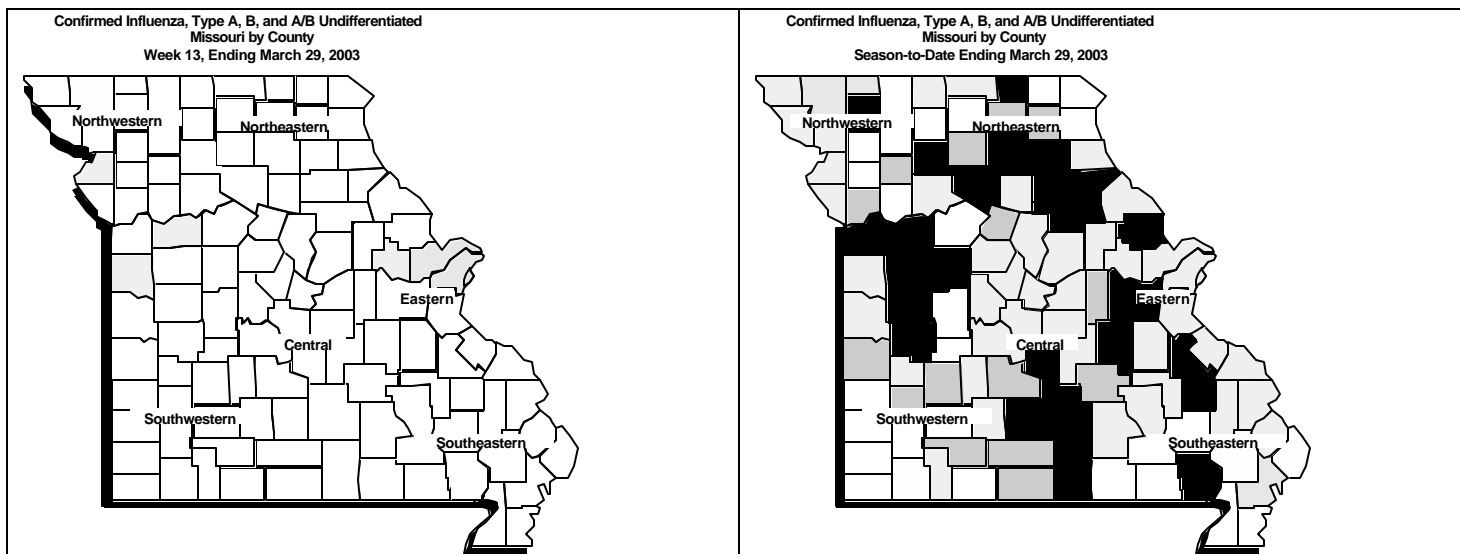 Confirmed Influenza, Type A, B, and A/B Undifferentiated
Missouri by County
Week 13, Ending March 29, 2003
Northwestern
Northeastern
Eastern
Central
Southwestern
Southeastern
Confirmed Influenza, Type A, B, and A/B Undifferentiated
Missouri by County
Season-to-Date Ending March 29, 2003
Northwestern
Northeastern
Eastern
Central
Southwestern
Southeastern